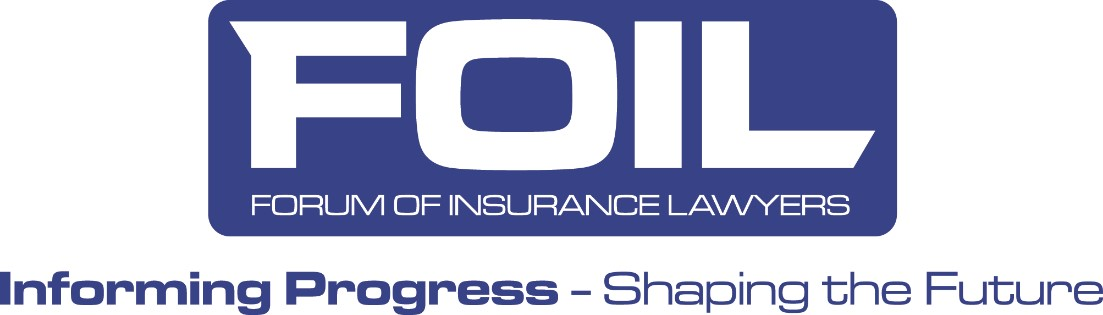 FOIL
FORUM OF INSURANCE LAWYERS
Informing Progress – Shaping the Future